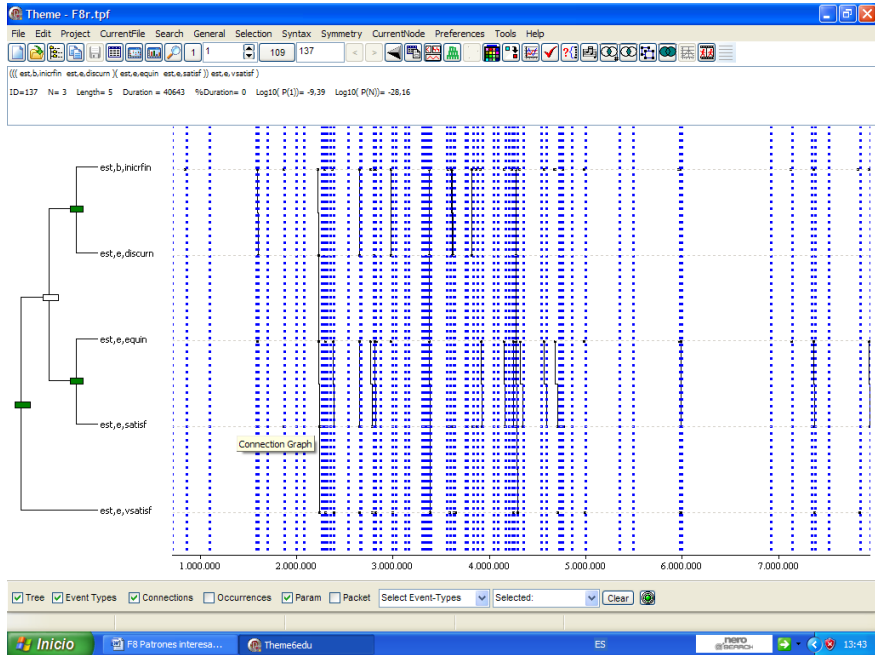 Theme - F8r.tpf
File Edit Project CurrentFile Search General Selection Syntax Symmetry CurrentNode Preferences Tools Help
1 1 109 137
((( est,b,inicrfin est,e,discurn )( est,e,equin est,e,satisf )) est,e,vsatisf )
ID=137 N= 3 Length= 5 Duration = 40643 %Duration= 0 Log10( P(1))= -9,39 Log10( P(N))= -28,16
est,b,inicrfin
est,e,discurn
est,e,equin
est,e,satisf
Connection Graph
est,e,vsatisf
1.000.000 2.000.000 3.000.000 4.000.000 5.000.000 6.000.000 7.000.000
Tree Event Types Connections Occurrences Param Packet Select Event-Types Selected: Clear
Inicio F8 Patrones interesa... Theme6edu ES nero SEARCH 13:43